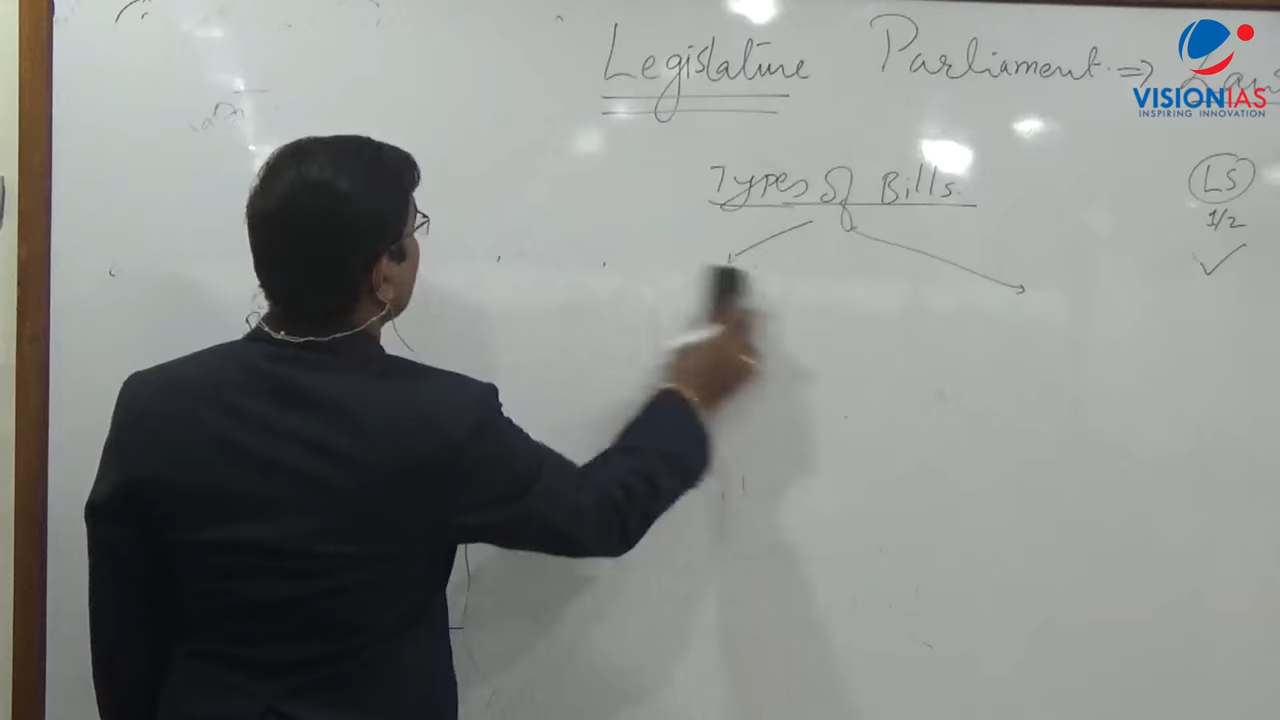 Legislature Parliament ⇒
VISIONIAS
INSPIRING INNOVATION
Types of Bills.
LS
1/2